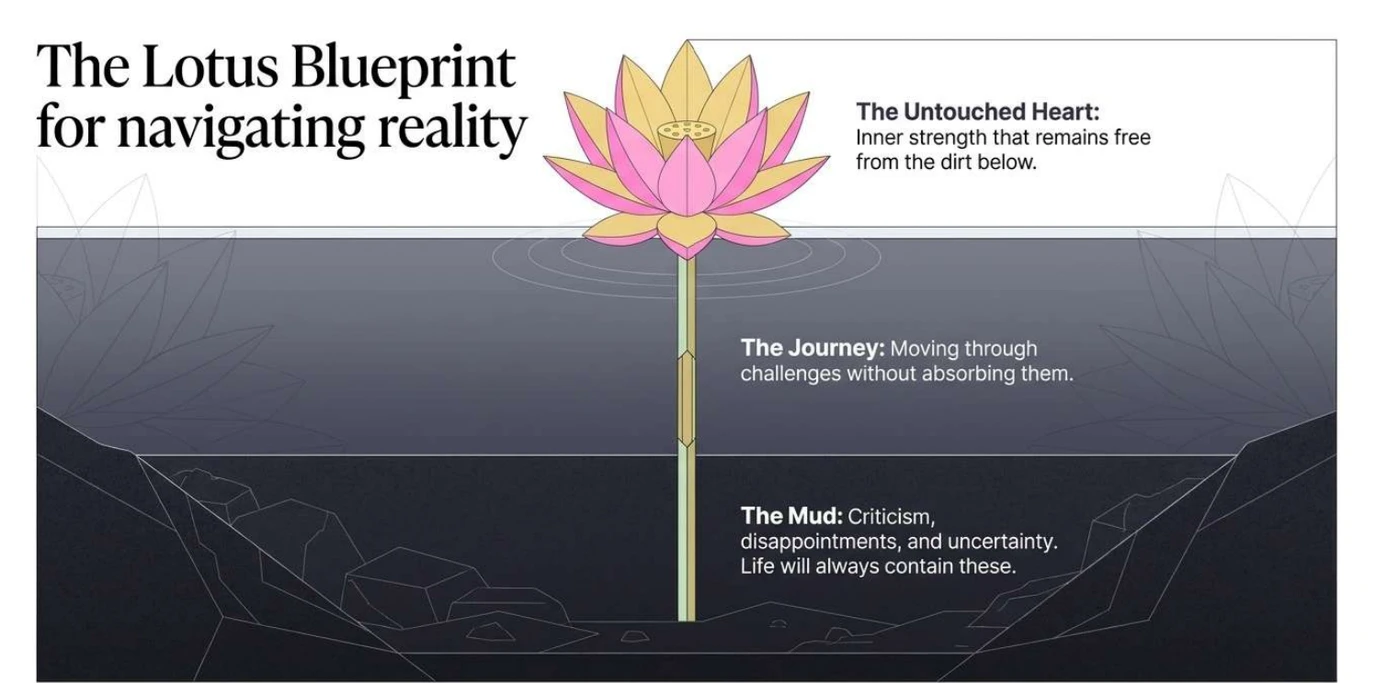 The Lotus Blueprint
for navigating reality
The Untouched Heart:
Inner strength that remains free
from the dirt below.
The Journey: Moving through
challenges without absorbing them.
The Mud: Criticism,
disappointments, and uncertainty.
Life will always contain these.